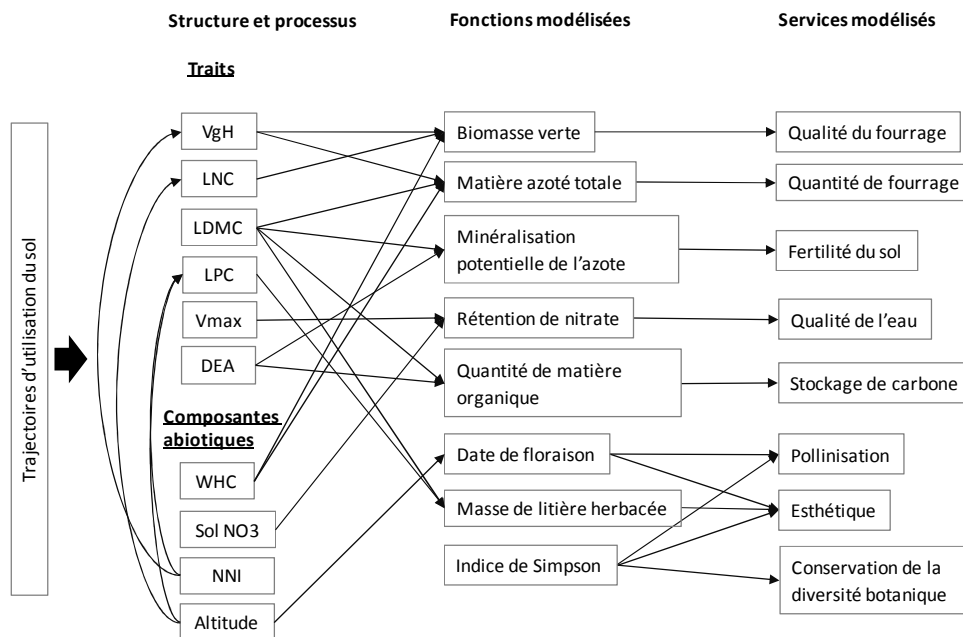 Structure et processus
Fonctions modélisées
Services modélisés
Traits
Trajectoires d'utilisation du sol
VgH
LNC
LDMC
LPC
Vmax
DEA
Composantes
abiotiques
WHC
Sol NO3
NNI
Altitude
Biomasse verte
Matière azoté totale
Minéralisation
potentielle de l'azote
Rétention de nitrate
Quantité de matière
organique
Date de floraison
Masse de litière herbacée
Indice de Simpson
Qualité du fourrage
Quantité de fourrage
Fertilité du sol
Qualité de l'eau
Stockage de carbone
Pollinisation
Esthétique
Conservation de la
diversité botanique